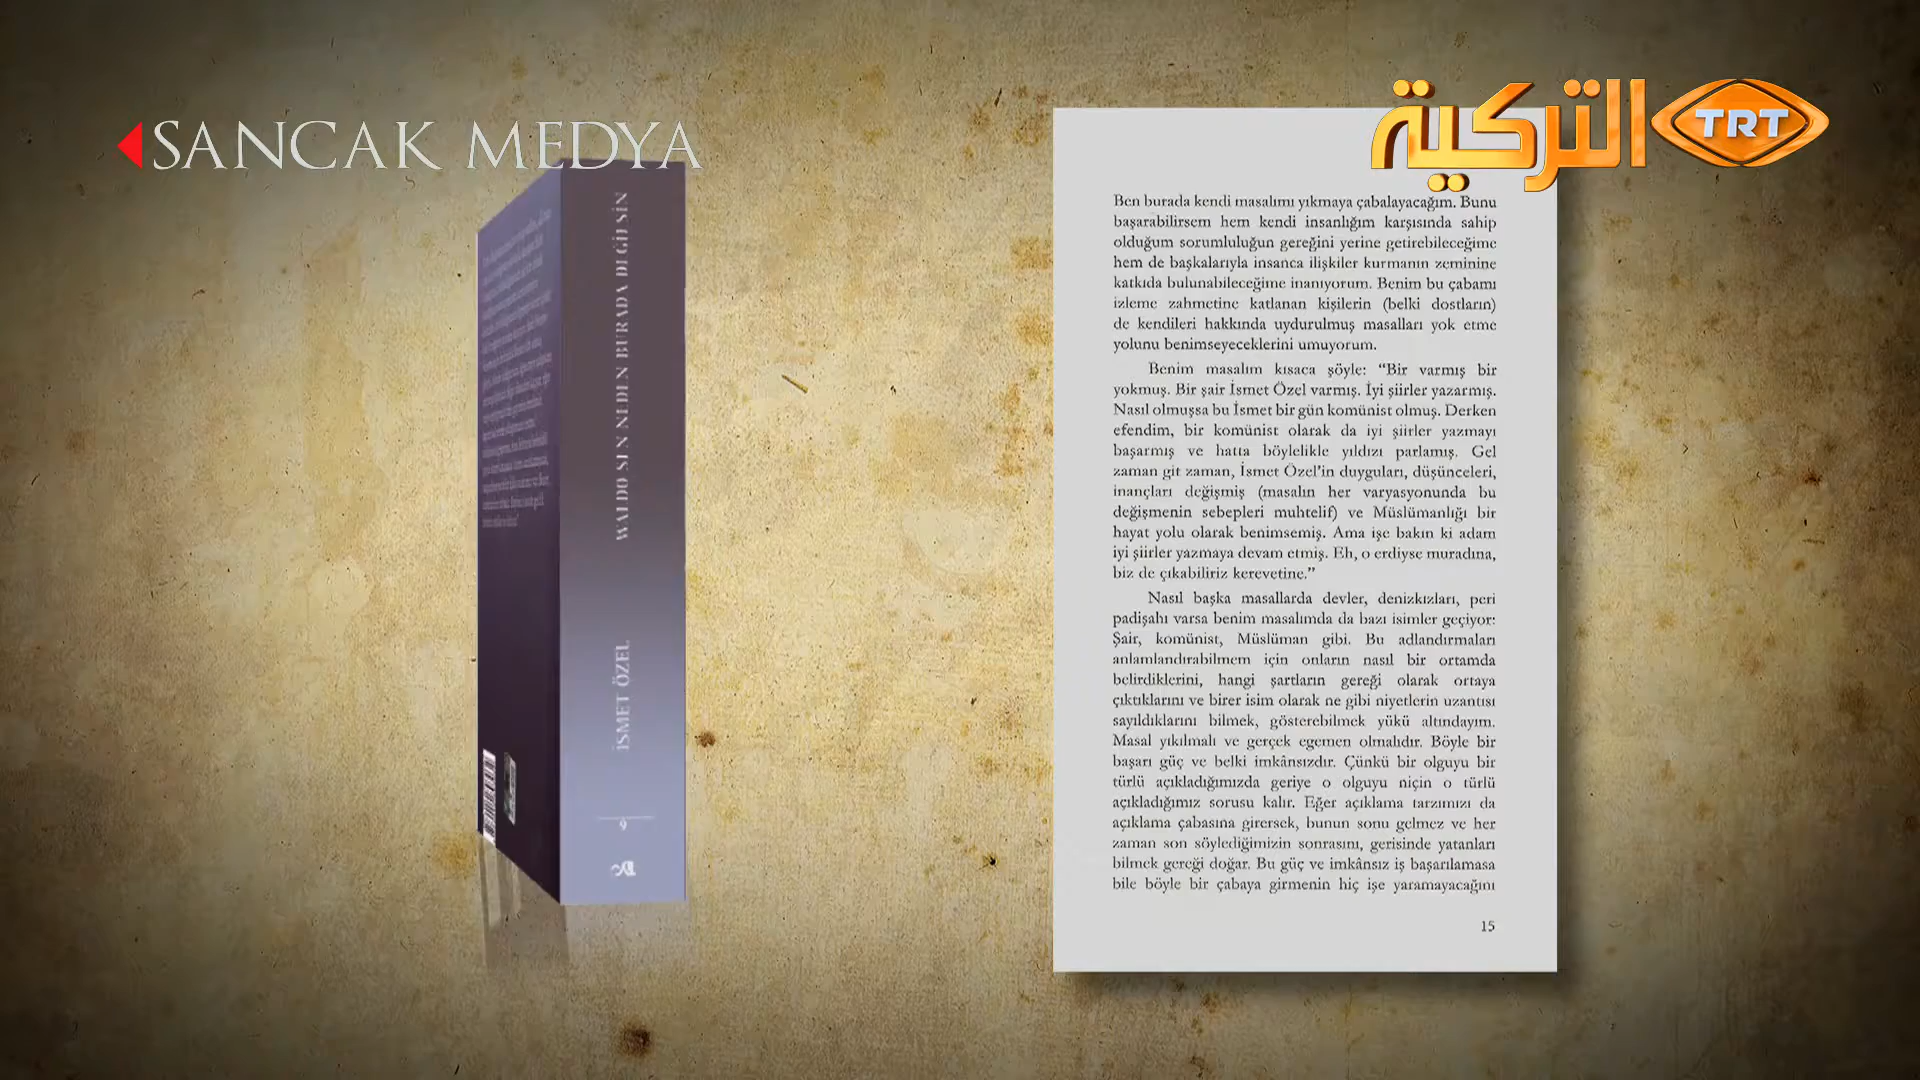 SANCAK MEDYA
التركية TRT
WALDO SEN NEDEN BURADA DEĞİLSİN
İSMET ÖZEL
9
Ben burada kendi masalımı yıkmaya çabalayacağım. Bunu
başarabilirsem hem kendi insanlığım karşısında sahip
olduğum sorumluluğun gereğini yerine getirebileceğime
hem de başkalarıyla insanca ilişkiler kurmanın zeminine
katkıda bulunabileceğime inanıyorum. Benim bu çabamı
izleme zahmetine katlanan kişilerin (belki dostların)
de kendileri hakkında uydurulmuş masalları yok etme
yolunu benimseyeceklerini umuyorum.
Benim masalım kısaca şöyle: “Bir varmış bir
yokmuş. Bir şair İsmet Özel varmış. İyi şiirler yazarmış.
Nasıl olmuşsa bu İsmet bir gün komünist olmuş. Derken
efendim, bir komünist olarak da iyi şiirler yazmayı
başarmış ve hatta böylelikle yıldızı parlamış. Gel
zaman git zaman, İsmet Özel'in duyguları, düşünceleri,
inançları değişmiş (masalın her varyasyonunda bu
değişmenin sebepleri muhtelif) ve Müslümanlığı bir
hayat yolu olarak benimsemiş. Ama işe bakın ki adam
iyi şiirler yazmaya devam etmiş. Eh, o erdiyse muradına,
biz de çıkabiliriz kerevetine.”
Nasıl başka masallarda devler, denizkızları, peri
padişahı varsa benim masalımda da bazı isimler geçiyor:
Şair, komünist, Müslüman gibi. Bu adlandırmaları
anlamlandırabilmem için onların nasıl bir ortamda
belirdiklerini, hangi şartların gereği olarak ortaya
çıktıklarını ve birer isim olarak ne gibi niyetlerin uzantısı
sayıldıklarını bilmek, gösterebilmek yükü altındayım.
Masal yıkılmalı ve gerçek egemen olmalıdır. Böyle bir
başarı güç ve belki imkânsızdır. Çünkü bir olguyu bir
türlü açıkladığımızda geriye o olguyu niçin o türlü
açıkladığımız sorusu kalır. Eğer açıklama tarzımızı da
açıklama çabasına girersek, bunun sonu gelmez ve her
zaman son söylediğimizin sonrasını, gerisinde yatanları
bilmek gereği doğar. Bu güç ve imkânsız iş başarılamasa
bile böyle bir çabaya girmenin hiç işe yaramayacağını
15